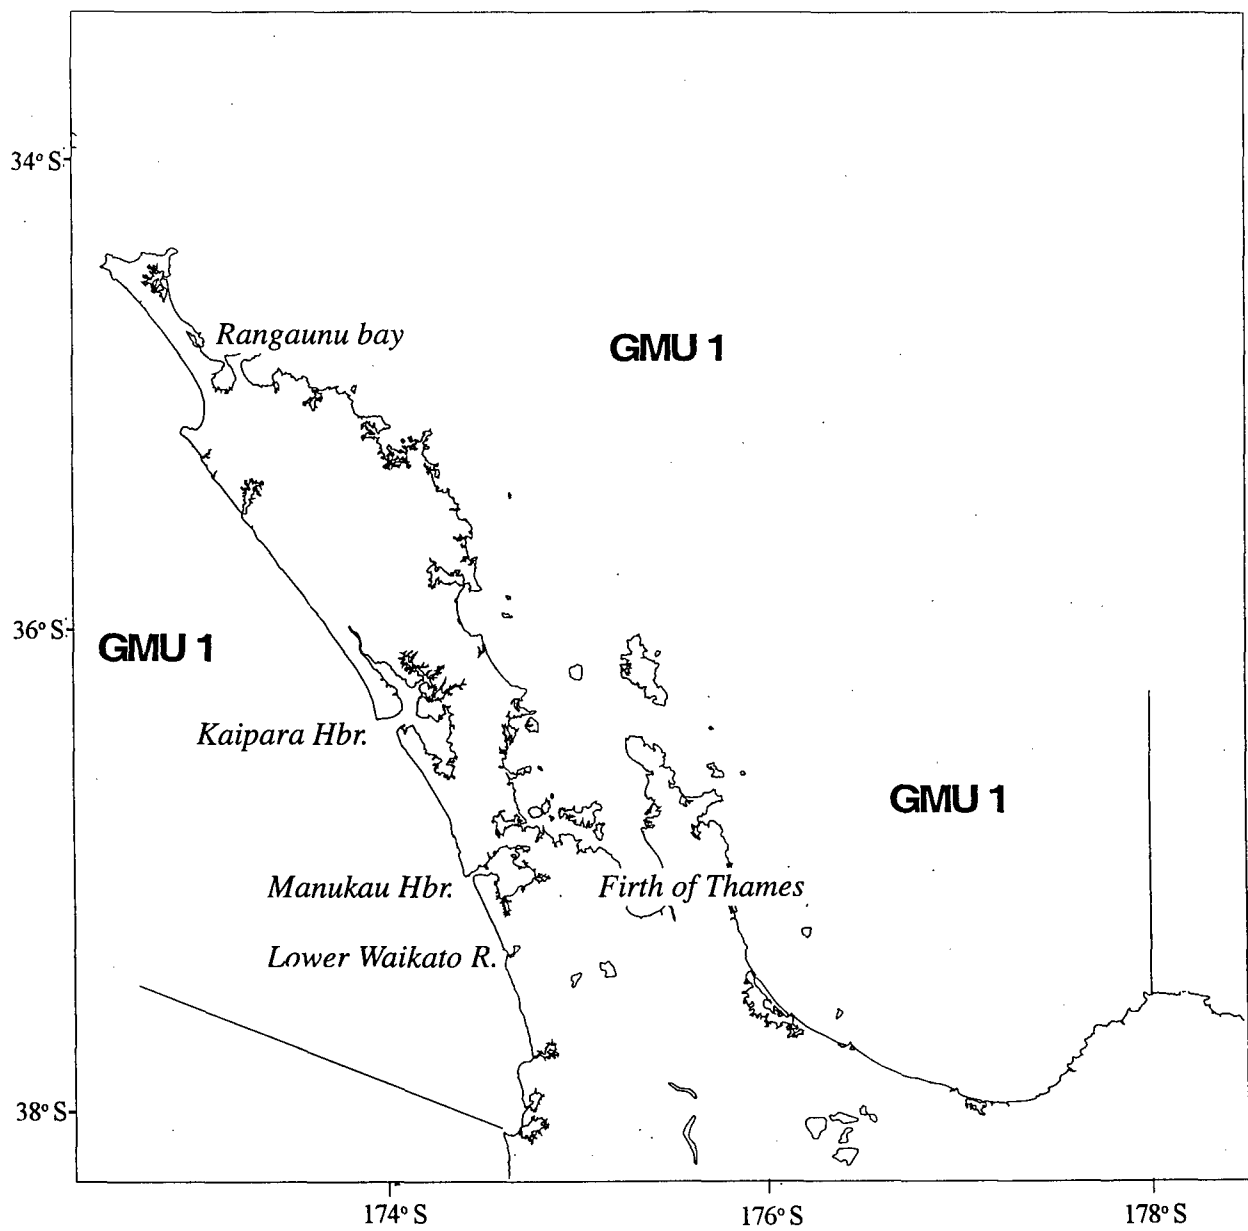 34° S
Rangaunu bay
GMU 1
36° S
GMU 1
Kaipara Hbr.
GMU 1
Manukau Hbr.
Firth of Thames
Lower Waikato R.
38° S
174° S
176° S
178° S